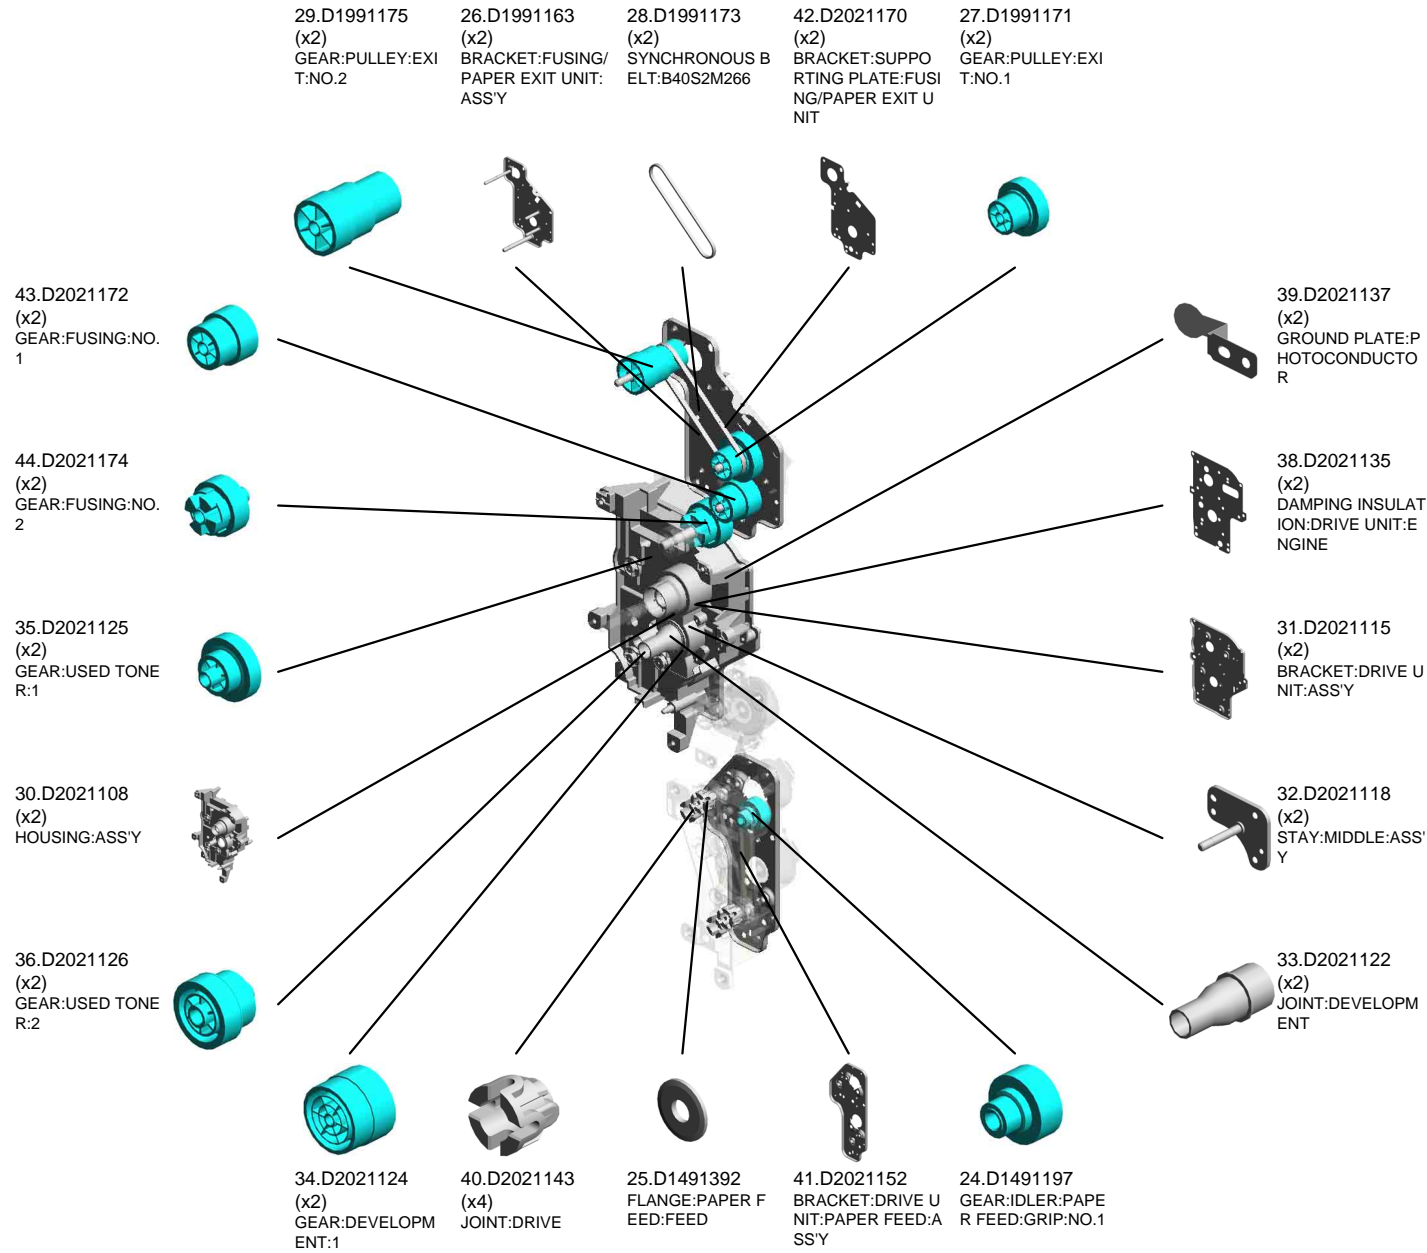 29.D1991175
(x2)
GEAR:PULLEY:EXI
T:NO.2
26.D1991163
(x2)
BRACKET:FUSING/
PAPER EXIT UNIT:
ASS'Y
28.D1991173
(x2)
SYNCHRONOUS B
ELT:B40S2M266
42.D2021170
(x2)
BRACKET:SUPPO
RTING PLATE:FUSI
NG/PAPER EXIT U
NIT
27.D1991171
(x2)
GEAR:PULLEY:EXI
T:NO.1
43.D2021172
(x2)
GEAR:FUSING:NO.
1
39.D2021137
(x2)
GROUND PLATE:P
HOTOCONDUCTO
R
44.D2021174
(x2)
GEAR:FUSING:NO.
2
38.D2021135
(x2)
DAMPING INSULAT
ION:DRIVE UNIT:E
NGINE
35.D2021125
(x2)
GEAR:USED TONE
R:1
31.D2021115
(x2)
BRACKET:DRIVE U
NIT:ASS'Y
30.D2021108
(x2)
HOUSING:ASS'Y
32.D2021118
(x2)
STAY:MIDDLE:ASS'
Y
36.D2021126
(x2)
GEAR:USED TONE
R:2
33.D2021122
(x2)
JOINT:DEVELOPM
ENT
34.D2021124
(x2)
GEAR:DEVELOPM
ENT:1
40.D2021143
(x4)
JOINT:DRIVE
25.D1491392
FLANGE:PAPER F
EED:FEED
41.D2021152
BRACKET:DRIVE U
NIT:PAPER FEED:A
SS'Y
24.D1491197
GEAR:IDLER:PAPE
R FEED:GRIP:NO.1